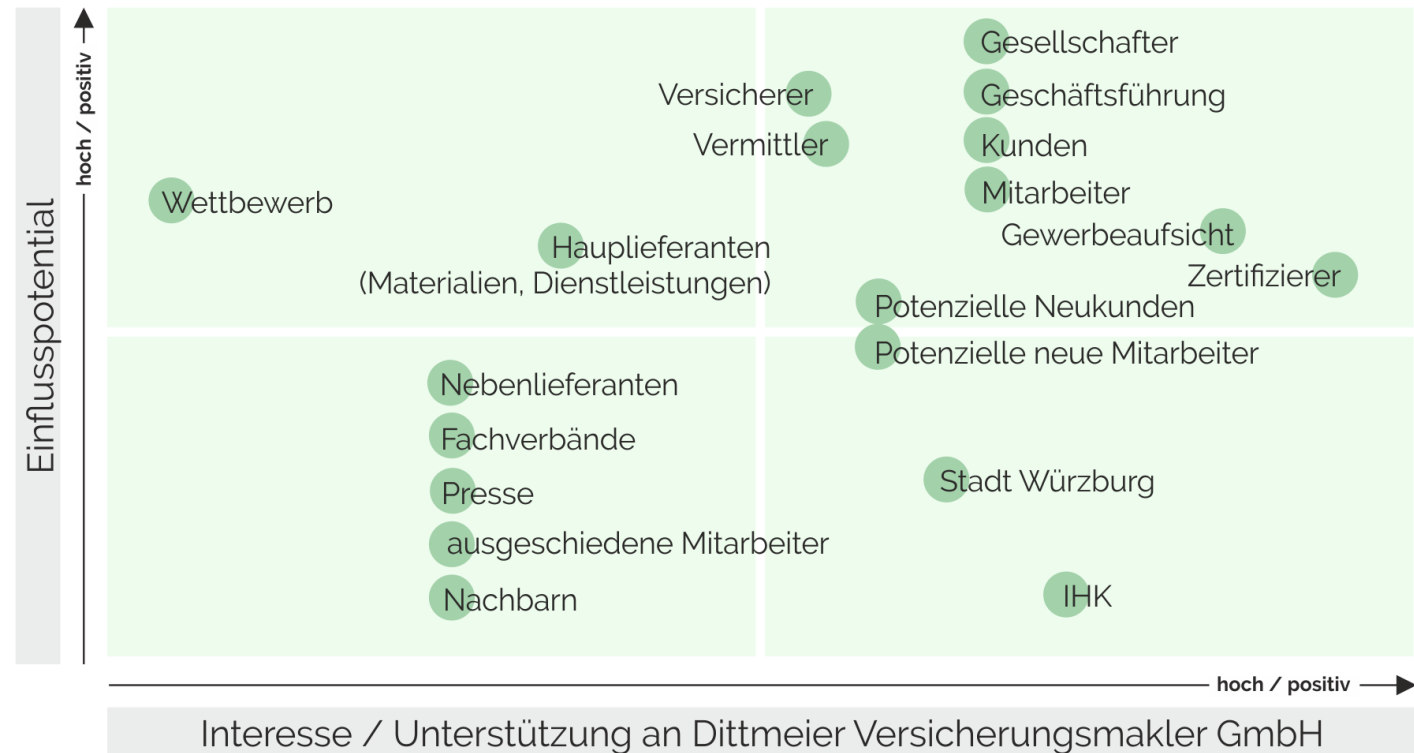 hoch / positiv
Einflusspotential
Gesellschafter
Versicherer
Geschäftsführung
Vermittler
Kunden
Mitarbeiter
Wettbewerb
Gewerbeaufsicht
Hauplieferanten
(Materialien, Dienstleistungen)
Zertifizierer
Potenzielle Neukunden
Potenzielle neue Mitarbeiter
Nebenlieferanten
Fachverbände
Presse
ausgeschiedene Mitarbeiter
Nachbarn
Stadt Würzburg
IHK
hoch / positiv
Interesse / Unterstützung an Dittmeier Versicherungsmakler GmbH